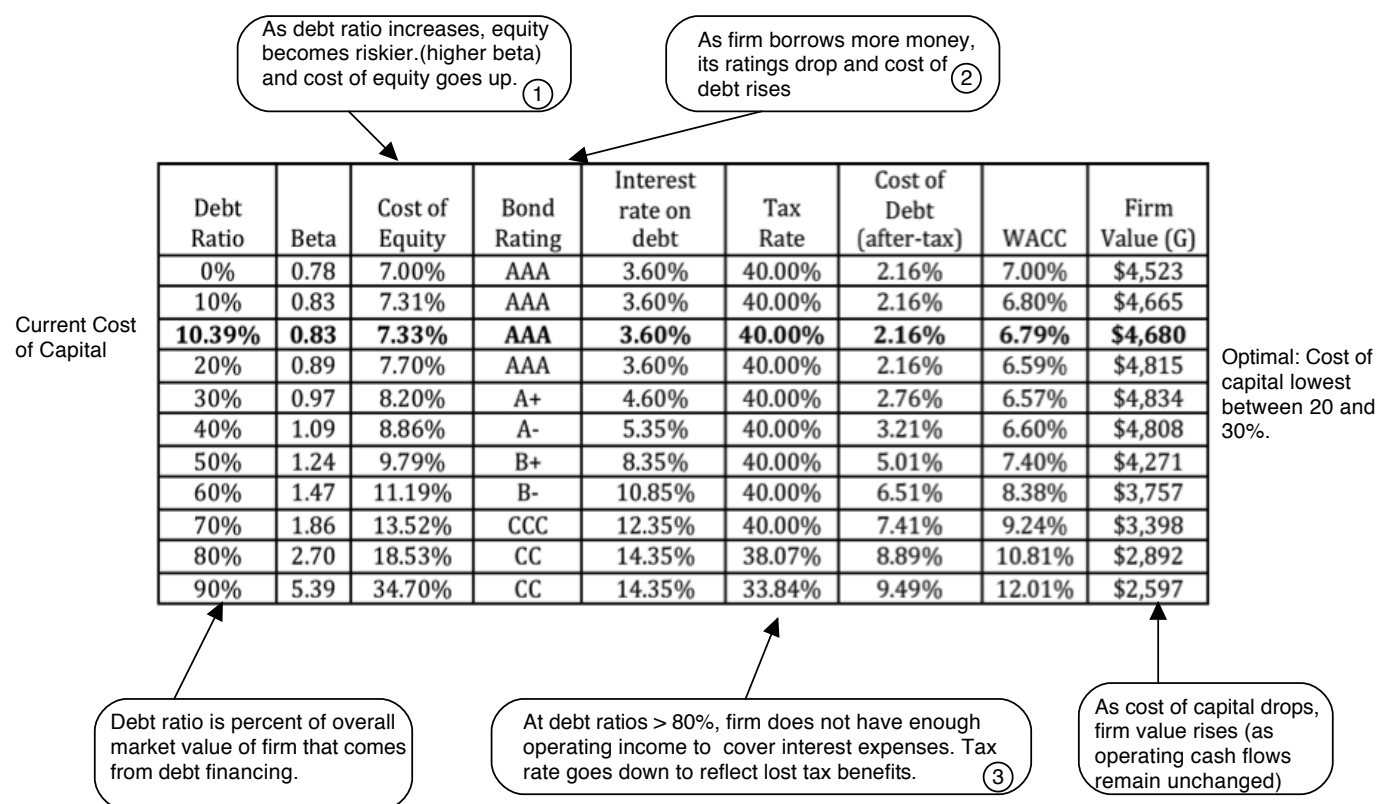 As debt ratio increases, equity
becomes riskier.(higher beta)
and cost of equity goes up.
1
As firm borrows more money,
its ratings drop and cost of
debt rises
2
Debt Ratio Beta Cost of Equity Bond Rating Interest rate on debt Tax Rate Cost of Debt (after-tax) WACC Firm Value (G)
0% 0.78 7.00% AAA 3.60% 40.00% 2.16% 7.00% $4,523
10% 0.83 7.31% AAA 3.60% 40.00% 2.16% 6.80% $4,665
10.39% 0.83 7.33% AAA 3.60% 40.00% 2.16% 6.79% $4,680
20% 0.89 7.70% AAA 3.60% 40.00% 2.16% 6.59% $4,815
30% 0.97 8.20% A+ 4.60% 40.00% 2.76% 6.57% $4,834
40% 1.09 8.86% A- 5.35% 40.00% 3.21% 6.60% $4,808
50% 1.24 9.79% B+ 8.35% 40.00% 5.01% 7.40% $4,271
60% 1.47 11.19% B- 10.85% 40.00% 6.51% 8.38% $3,757
70% 1.86 13.52% CCC 12.35% 40.00% 7.41% 9.24% $3,398
80% 2.70 18.53% CC 14.35% 38.07% 8.89% 10.81% $2,892
90% 5.39 34.70% CC 14.35% 33.84% 9.49% 12.01% $2,597
Current Cost
of Capital
Optimal: Cost of
capital lowest
between 20 and
30%.
Debt ratio is percent of overall
market value of firm that comes
from debt financing.
At debt ratios > 80%, firm does not have enough
operating income to cover interest expenses. Tax
rate goes down to reflect lost tax benefits.
3
As cost of capital drops,
firm value rises (as
operating cash flows
remain unchanged)